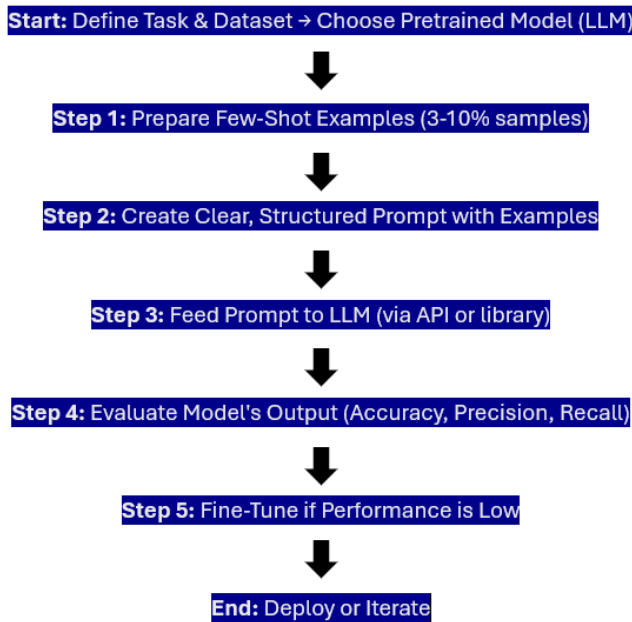 Start: Define Task & Dataset → Choose Pretrained Model (LLM)
Step 1: Prepare Few-Shot Examples (3-10% samples)
Step 2: Create Clear, Structured Prompt with Examples
Step 3: Feed Prompt to LLM (via API or library)
Step 4: Evaluate Model's Output (Accuracy, Precision, Recall)
Step 5: Fine-Tune if Performance is Low
End: Deploy or Iterate